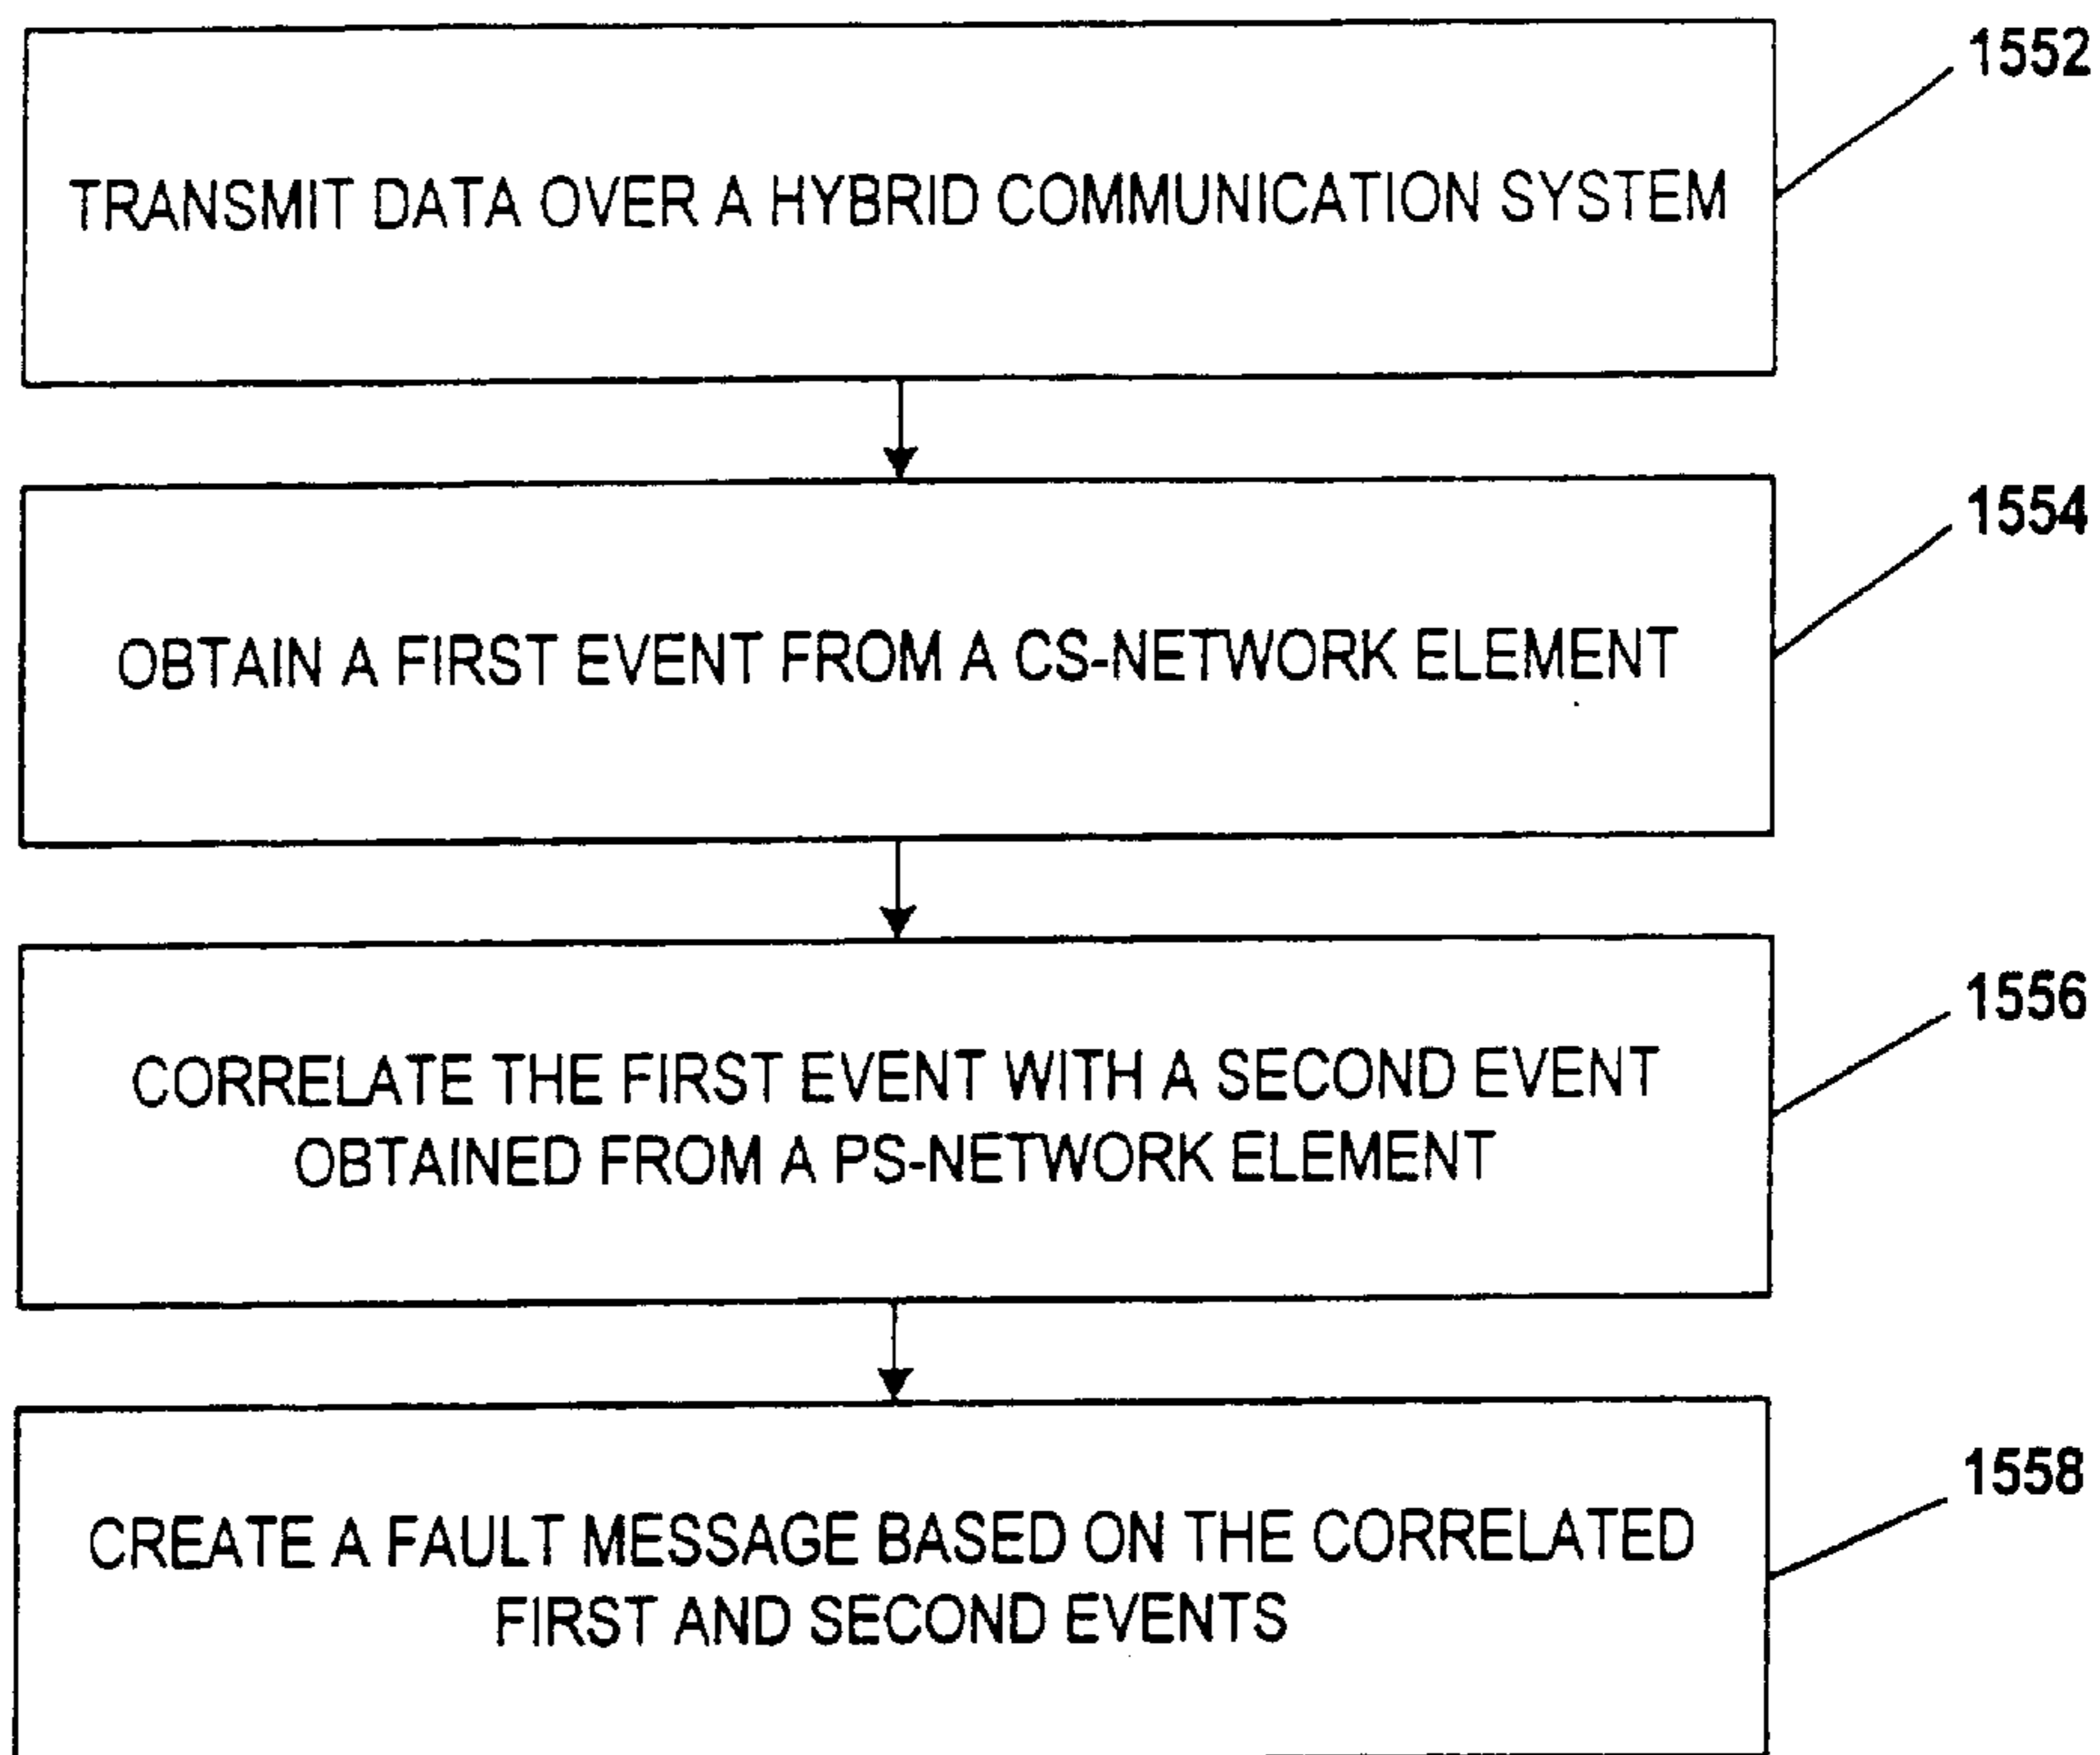 1552
TRANSMIT DATA OVER A HYBRID COMMUNICATION SYSTEM
1554
OBTAIN A FIRST EVENT FROM A CS-NETWORK ELEMENT
1556
CORRELATE THE FIRST EVENT WITH A SECOND EVENT
OBTAINED FROM A PS-NETWORK ELEMENT
1558
CREATE A FAULT MESSAGE BASED ON THE CORRELATED
FIRST AND SECOND EVENTS